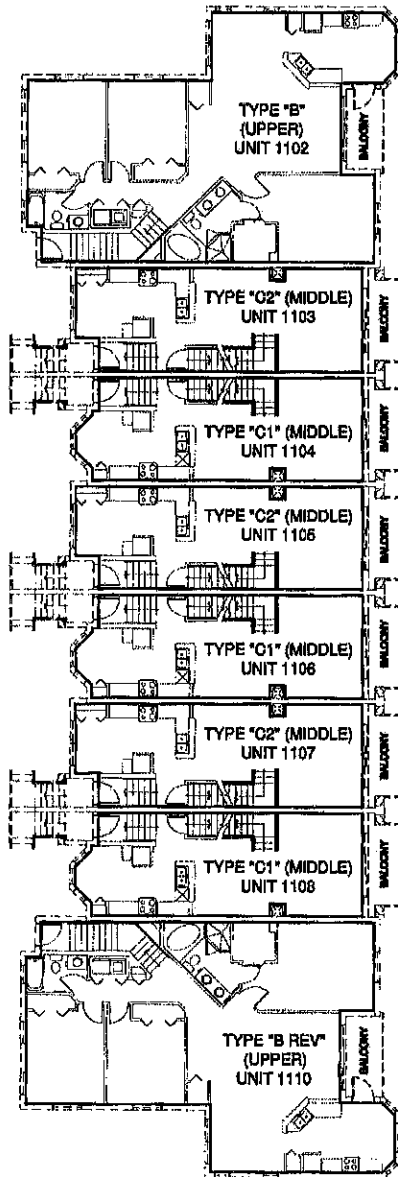 TYPE "B"
(UPPER)
UNIT 1102
BALCONY
TYPE "C2" (MIDDLE)
UNIT 1103
BALCONY
TYPE "C1" (MIDDLE)
UNIT 1104
BALCONY
TYPE "C2" (MIDDLE)
UNIT 1105
BALCONY
TYPE "C1" (MIDDLE)
UNIT 1106
BALCONY
TYPE "C2" (MIDDLE)
UNIT 1107
BALCONY
TYPE "C1" (MIDDLE)
UNIT 1108
BALCONY
TYPE "B REV"
(UPPER)
UNIT 1110
BALCONY